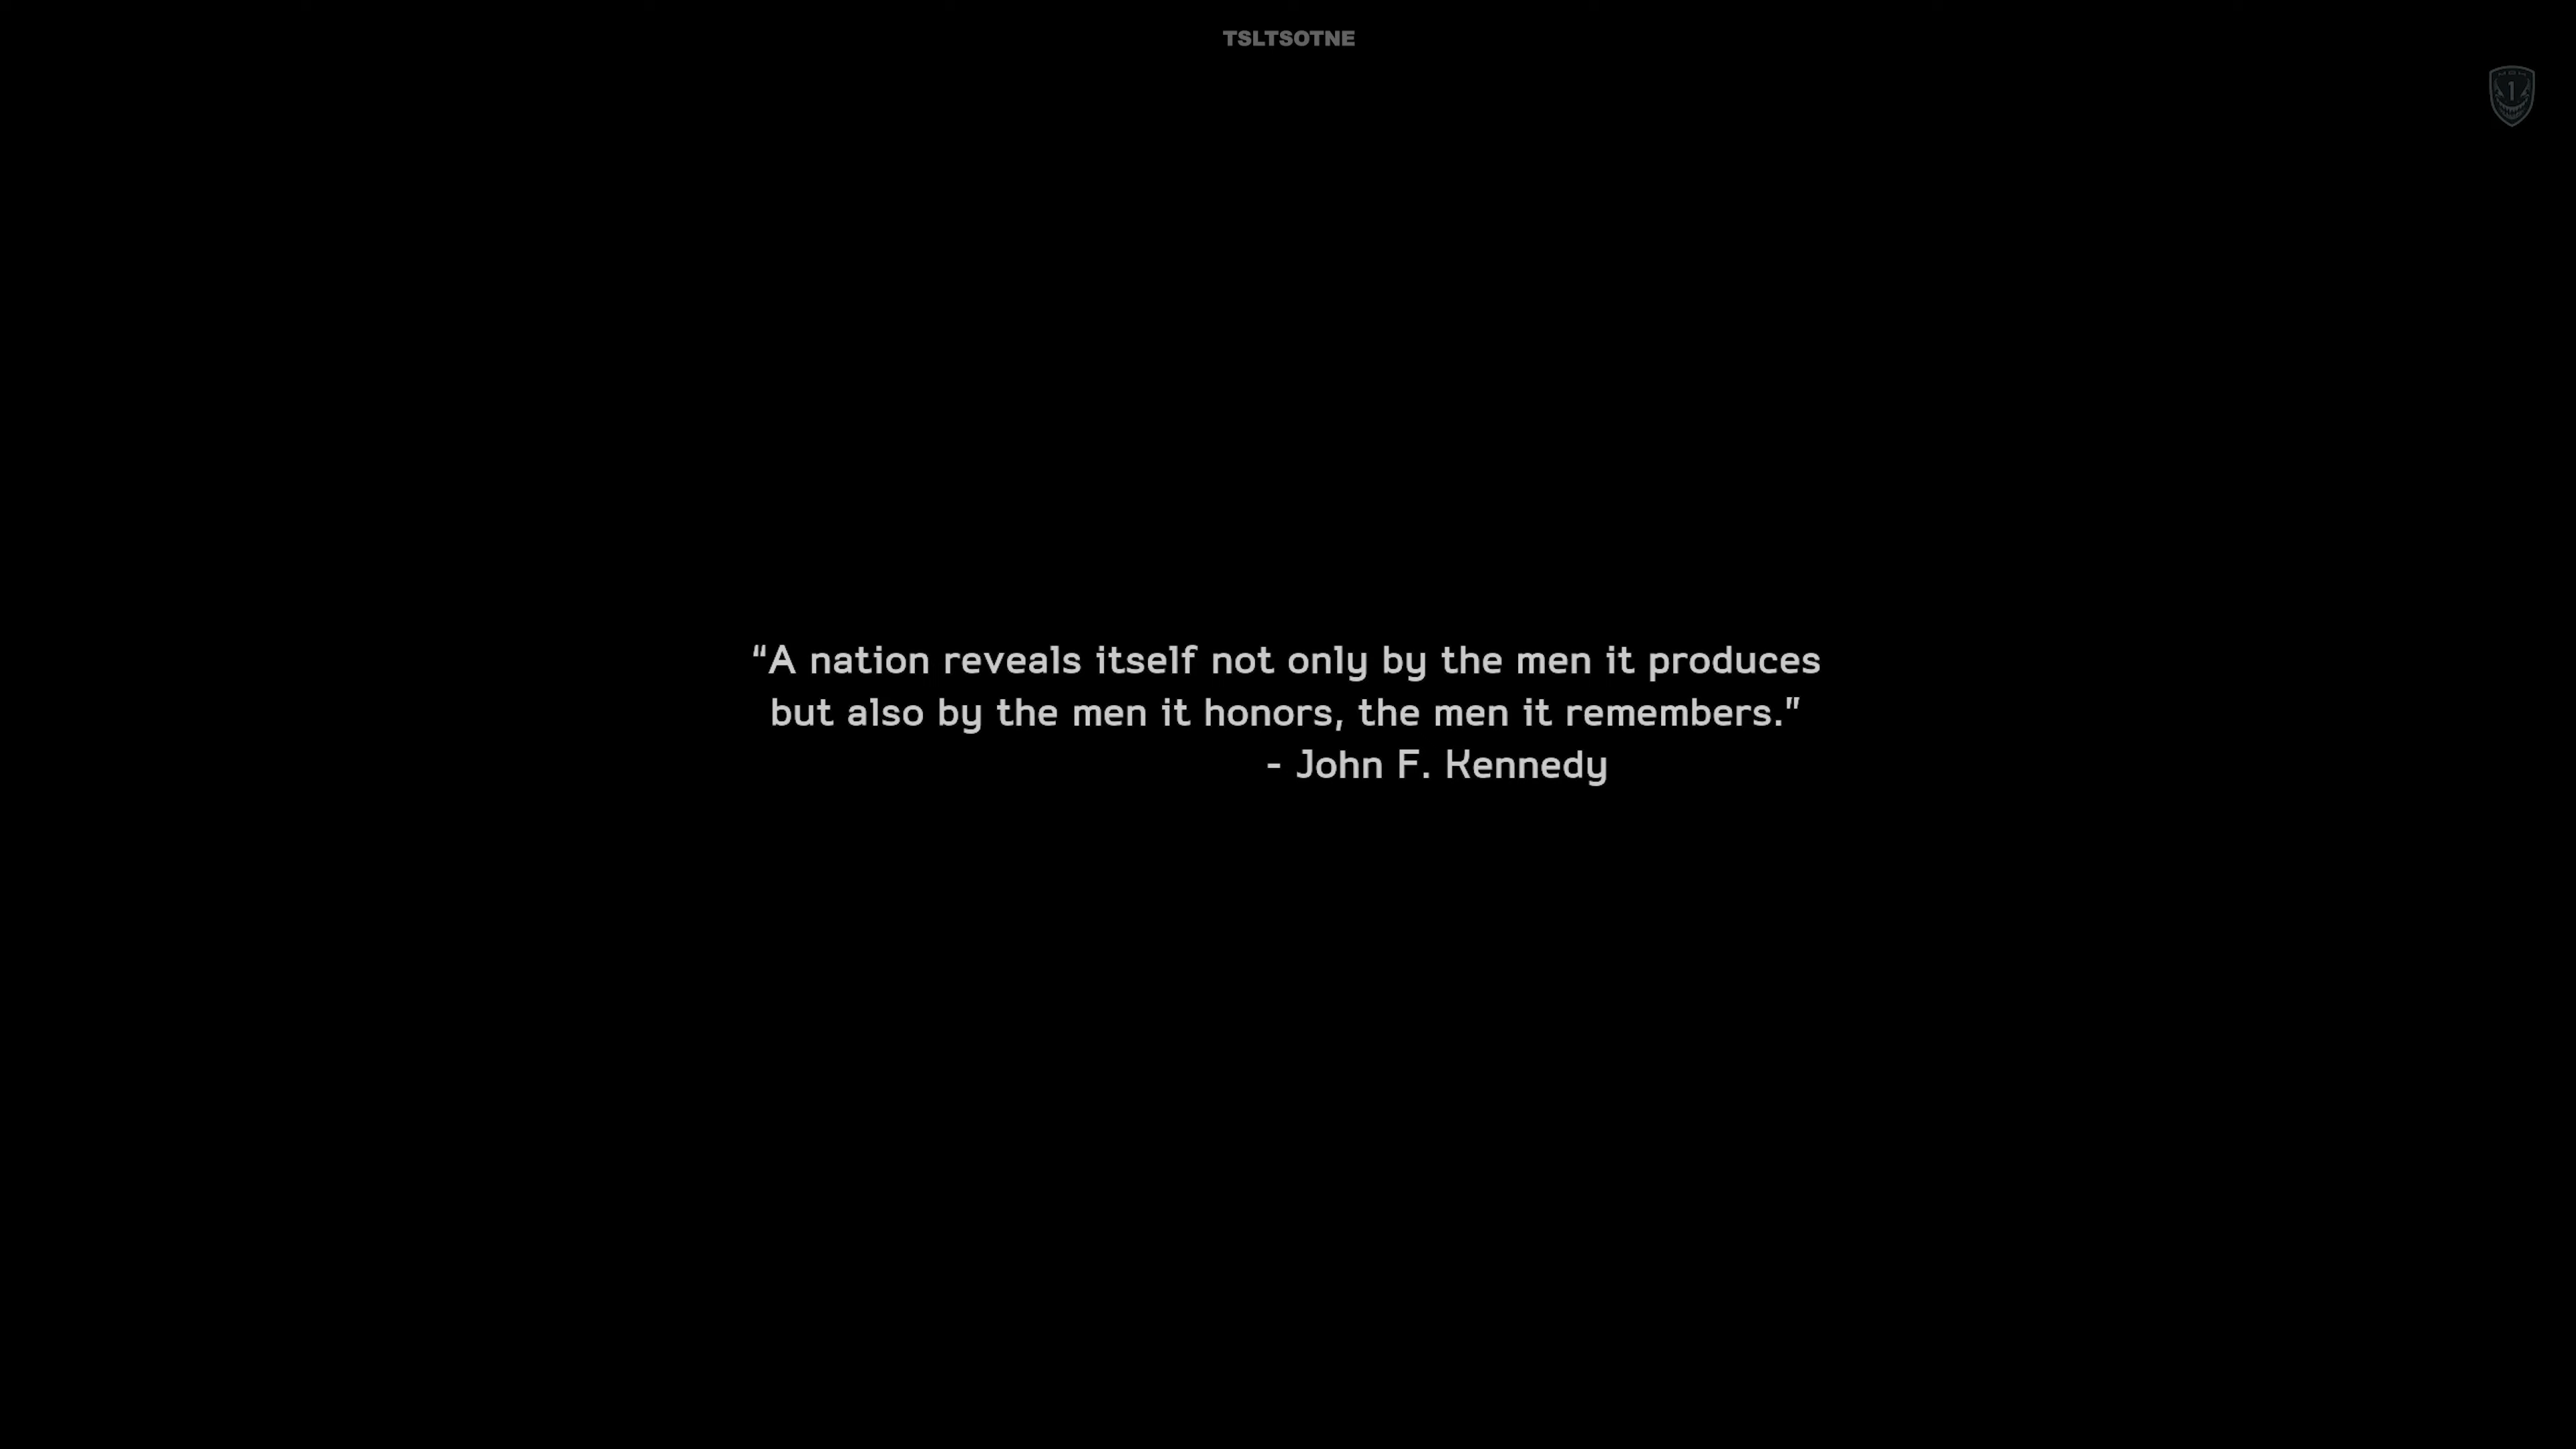 TSLTSOTNE
1
“A nation reveals itself not only by the men it produces
but also by the men it honors, the men it remembers.”
- John F. Kennedy